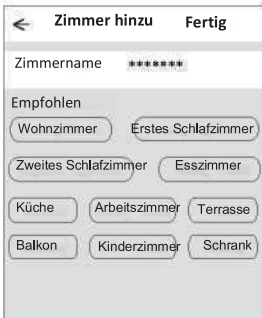 ← Zimmer hinzu Fertig
Zimmername *******
Empfohlen
Wohnzimmer Erstes Schlafzimmer
Zweites Schlafzimmer Esszimmer
Küche Arbeitszimmer Terrasse
Balkon Kinderzimmer Schrank